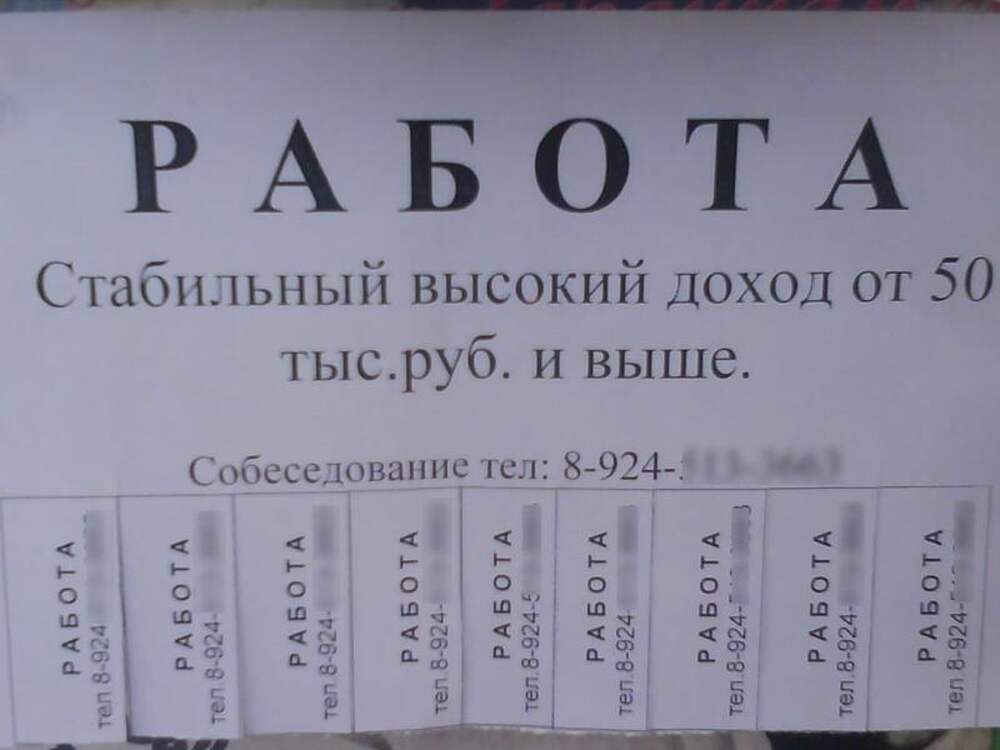 Р А Б О Т А
Стабильный высокий доход от 50
тыс.руб. и выше.
Собеседование тел: 8-924-
РАБОТА
тел 8-924
РАБОТА
тел.8-924-
РАБОТА
тел.8-924-
РАБОТА
тел.8-924-
РАБОТА
тел.8-924-5
РАБОТА
тел.8-924-
РАБОТА
тел.8-924-
РАБОТА
тел.8-924-
РАБОТА
тел.8-924-